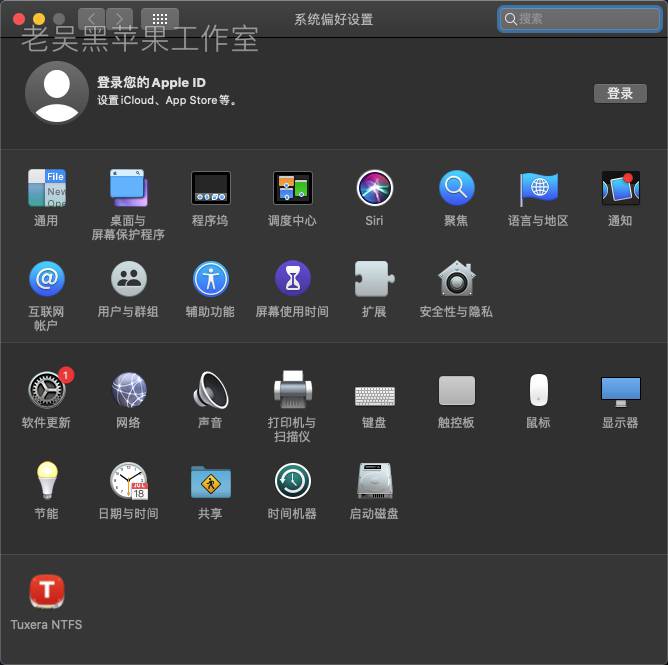 系统偏好设置
搜索
老吴黑苹果工作室
登录您的 Apple ID
设置 iCloud、App Store 等。
登录
File
New
Ope
通用
桌面与
屏幕保护程序
程序坞
调度中心
Siri
聚焦
语言与地区
通知
@
互联网
帐户
用户与群组
辅助功能
屏幕使用时间
扩展
安全性与隐私
1
软件更新
网络
声音
打印机与
扫描仪
键盘
触控板
鼠标
显示器
JUL
18
节能
日期与时间
共享
时间机器
启动磁盘
T
Tuxera NTFS